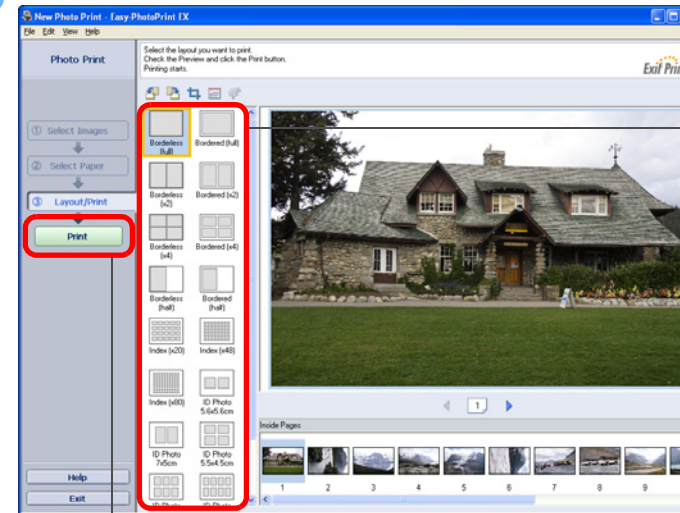 New Photo Print - Easy-PhotoPrint EX
File Edit View Help
Photo Print
Select the layout you want to print.
Check the Preview and click the Print button.
Printing starts.
Exif Prin
① Select Images
② Select Paper
③ Layout/Print
Print
Borderless (full)
Bordered (full)
Borderless (x2)
Bordered (x2)
Borderless (x4)
Bordered (x4)
Borderless (half)
Bordered (half)
Index (x20)
Index (x48)
Index (x80)
ID Photo 5.6x5.6cm
ID Photo 7x5cm
ID Photo 5.5x4.5cm
ID Photo
ID Photo
1
Inside Pages
1 2 3 4 5 6 7 8 9
Help
Exit